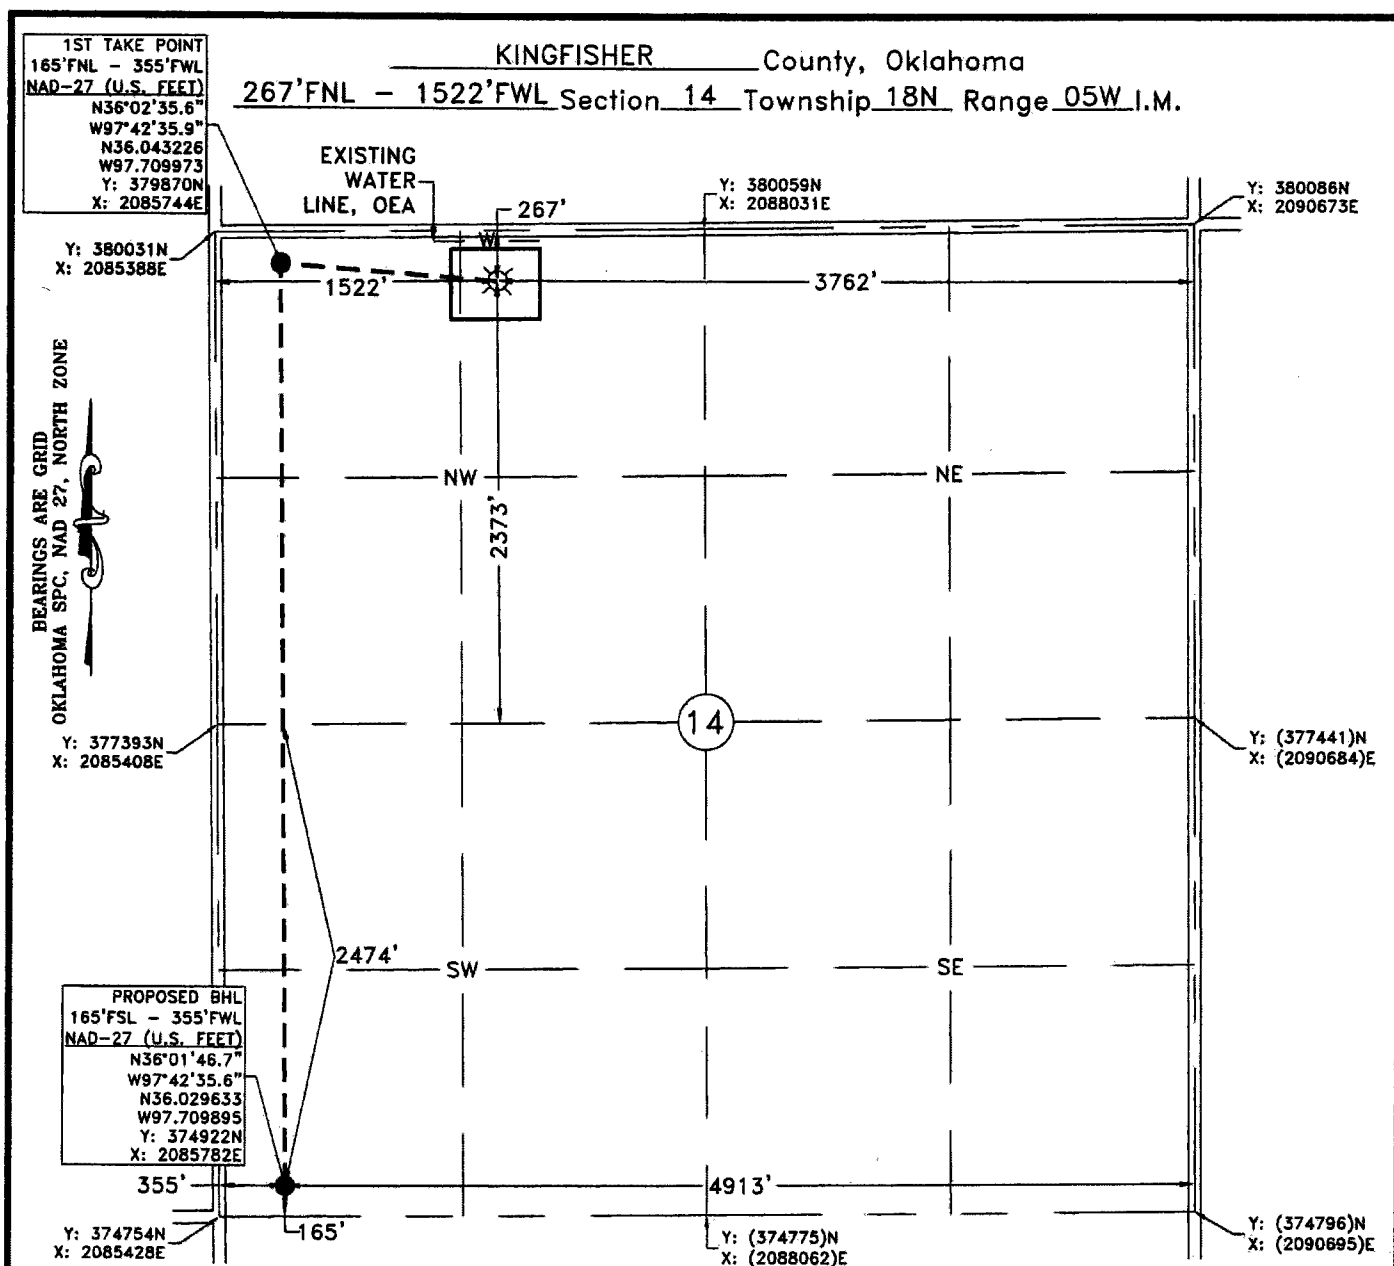 1ST TAKE POINT
165'FNL - 355'FWL
NAD-27 (U.S. FEET)
N36°02'35.6"
W97°42'35.9"
N36.043226
W97.709973
Y: 379870N
X: 2085744E
KINGFISHER County, Oklahoma
267'FNL - 1522'FWL Section 14 Township 18N Range 05W I.M.
EXISTING
WATER
LINE, OEA
267'
W
Y: 380059N
X: 2088031E
Y: 380086N
X: 2090673E
Y: 380031N
X: 2085388E
1522'
3762'
BEARINGS ARE GRID
OKLAHOMA SPC, NAD 27, NORTH ZONE
NW
NE
2373'
14
Y: 377393N
X: 2085408E
Y: (377441)N
X: (2090684)E
2474'
SW
SE
PROPOSED BHL
165'FSL - 355'FWL
NAD-27 (U.S. FEET)
N36°01'46.7"
W97°42'35.6"
N36.029633
W97.709895
Y: 374922N
X: 2085782E
355'
4913'
165'
Y: 374754N
X: 2085428E
Y: (374775)N
X: (2088062)E
Y: (374796)N
X: (2090695)E